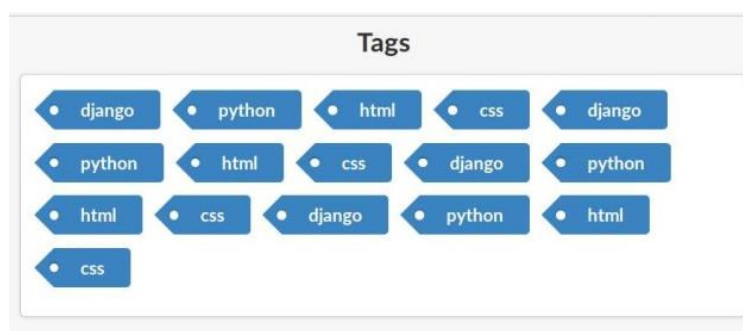 Tags
django python html css django
python html css django python
html css django python html
css